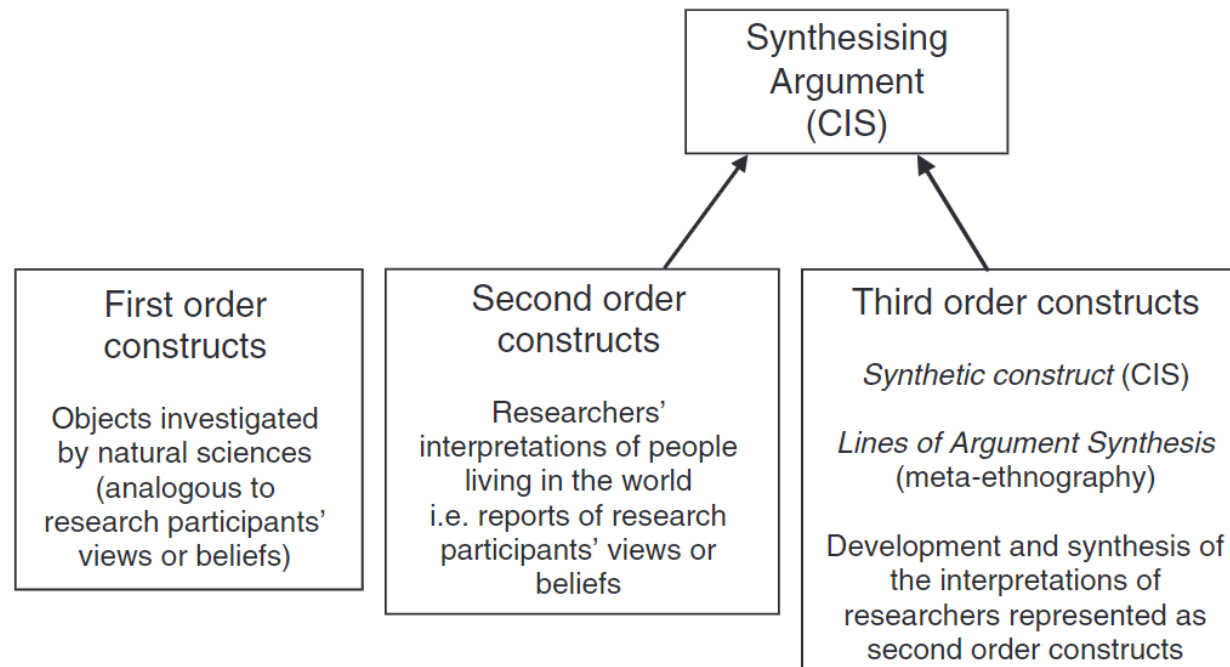 Synthesising
Argument
(CIS)
First order
constructs
Objects investigated
by natural sciences
(analogous to
research participants’
views or beliefs)
Second order
constructs
Researchers’
interpretations of people
living in the world
i.e. reports of research
participants’ views or
beliefs
Third order constructs
Synthetic construct (CIS)
Lines of Argument Synthesis
(meta-ethnography)
Development and synthesis of
the interpretations of
researchers represented as
second order constructs